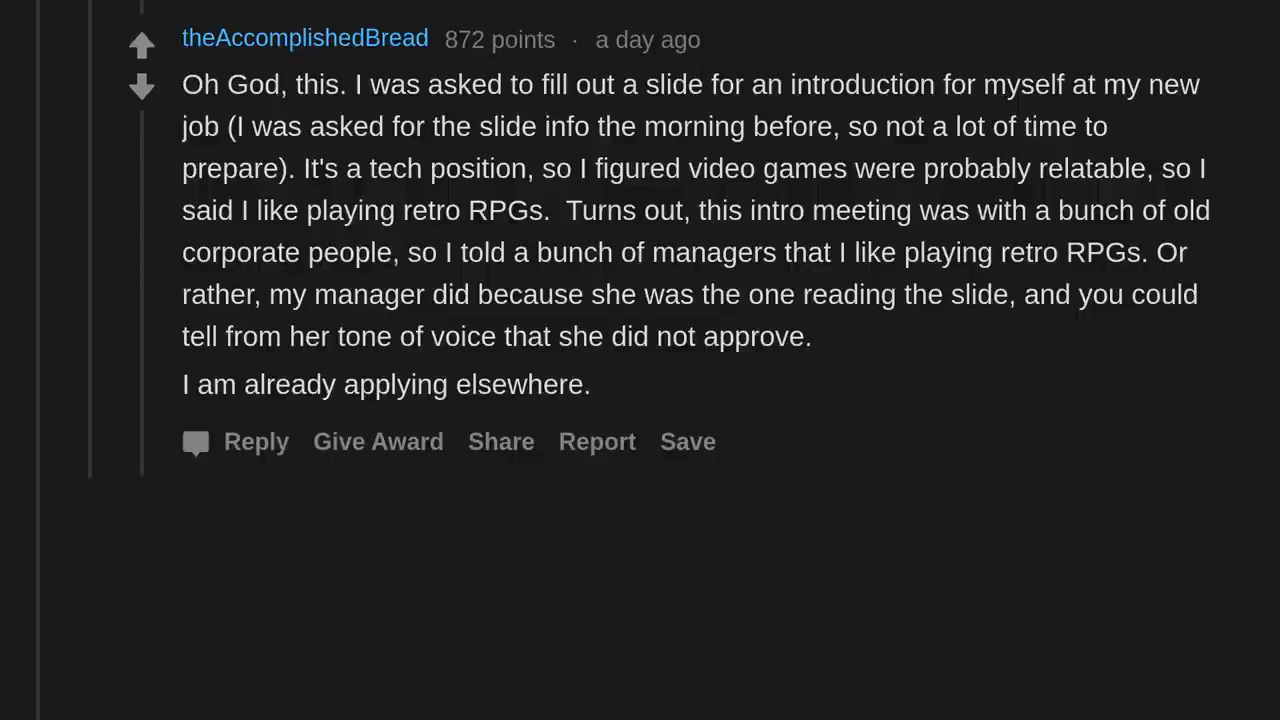 theAccomplishedBread 872 points · a day ago
Oh God, this. I was asked to fill out a slide for an introduction for myself at my new
job (I was asked for the slide info the morning before, so not a lot of time to
prepare). It's a tech position, so I figured video games were probably relatable, so I
said I like playing retro RPGs.  Turns out, this intro meeting was with a bunch of old
corporate people, so I told a bunch of managers that I like playing retro RPGs. Or
rather, my manager did because she was the one reading the slide, and you could
tell from her tone of voice that she did not approve.
I am already applying elsewhere.
Reply Give Award Share Report Save